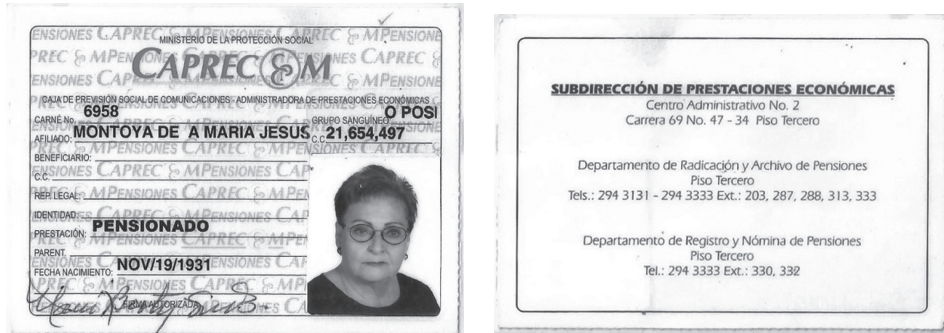 MINISTERIO DE LA PROTECCIÓN SOCIAL
CAPRECOM
CAJA DE PREVISIÓN SOCIAL DE COMUNICACIONES - ADMINISTRADORA DE PRESTACIONES ECONÓMICAS
CARNÉ No. 6958 GRUPO SANGUÍNEO O POSI
AFILIADO: MONTOYA DE A MARIA JESUS C.C. 21,654,497
BENEFICIARIO:
C.C.
REP. LEGAL:
IDENTIDAD:
PRESTACIÓN: PENSIONADO
PARENT.
FECHA NACIMIENTO: NOV/19/1931
FIRMA AUTORIZADA
SUBDIRECCIÓN DE PRESTACIONES ECONÓMICAS
Centro Administrativo No. 2
Carrera 69 No. 47 - 34 Piso Tercero
Departamento de Radicación y Archivo de Pensiones
Piso Tercero
Tels.: 294 3131 - 294 3333 Ext.: 203, 287, 288, 313, 333
Departamento de Registro y Nómina de Pensiones
Piso Tercero
Tel.: 294 3333 Ext.: 330, 332